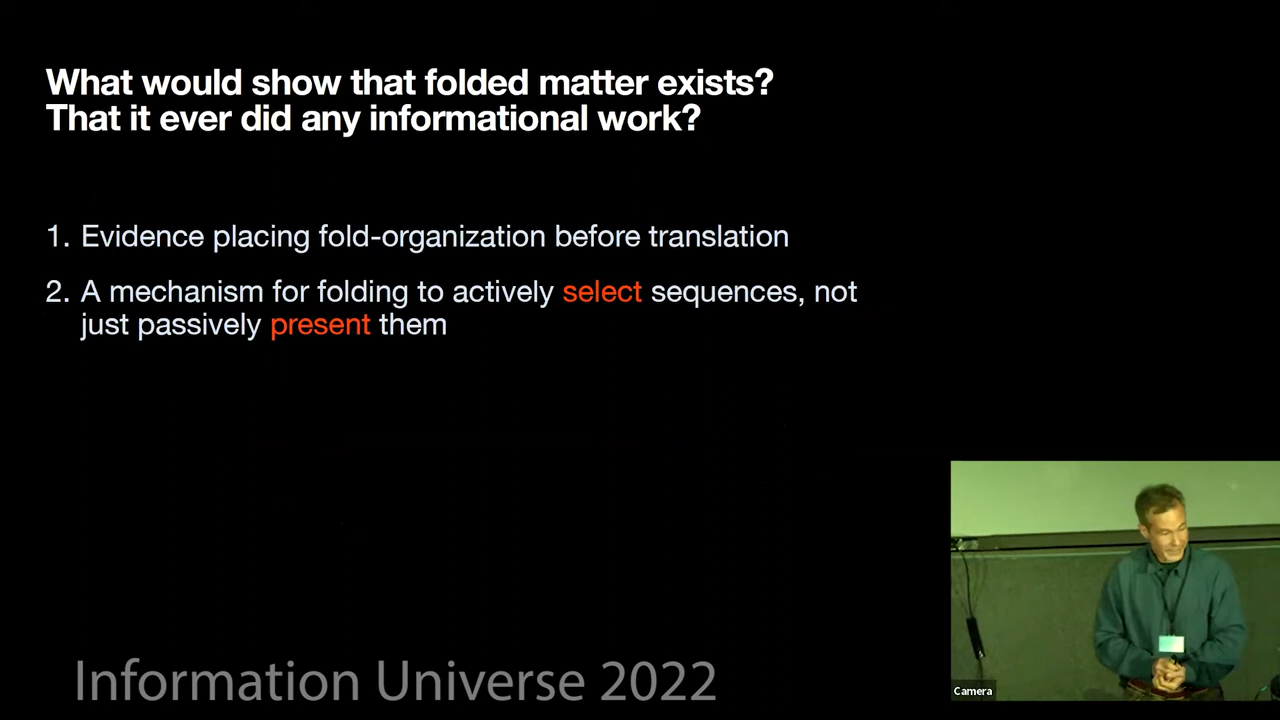 What would show that folded matter exists?
That it ever did any informational work?
1. Evidence placing fold-organization before translation
2. A mechanism for folding to actively select sequences, not
just passively present them
Information Universe 2022
Camera